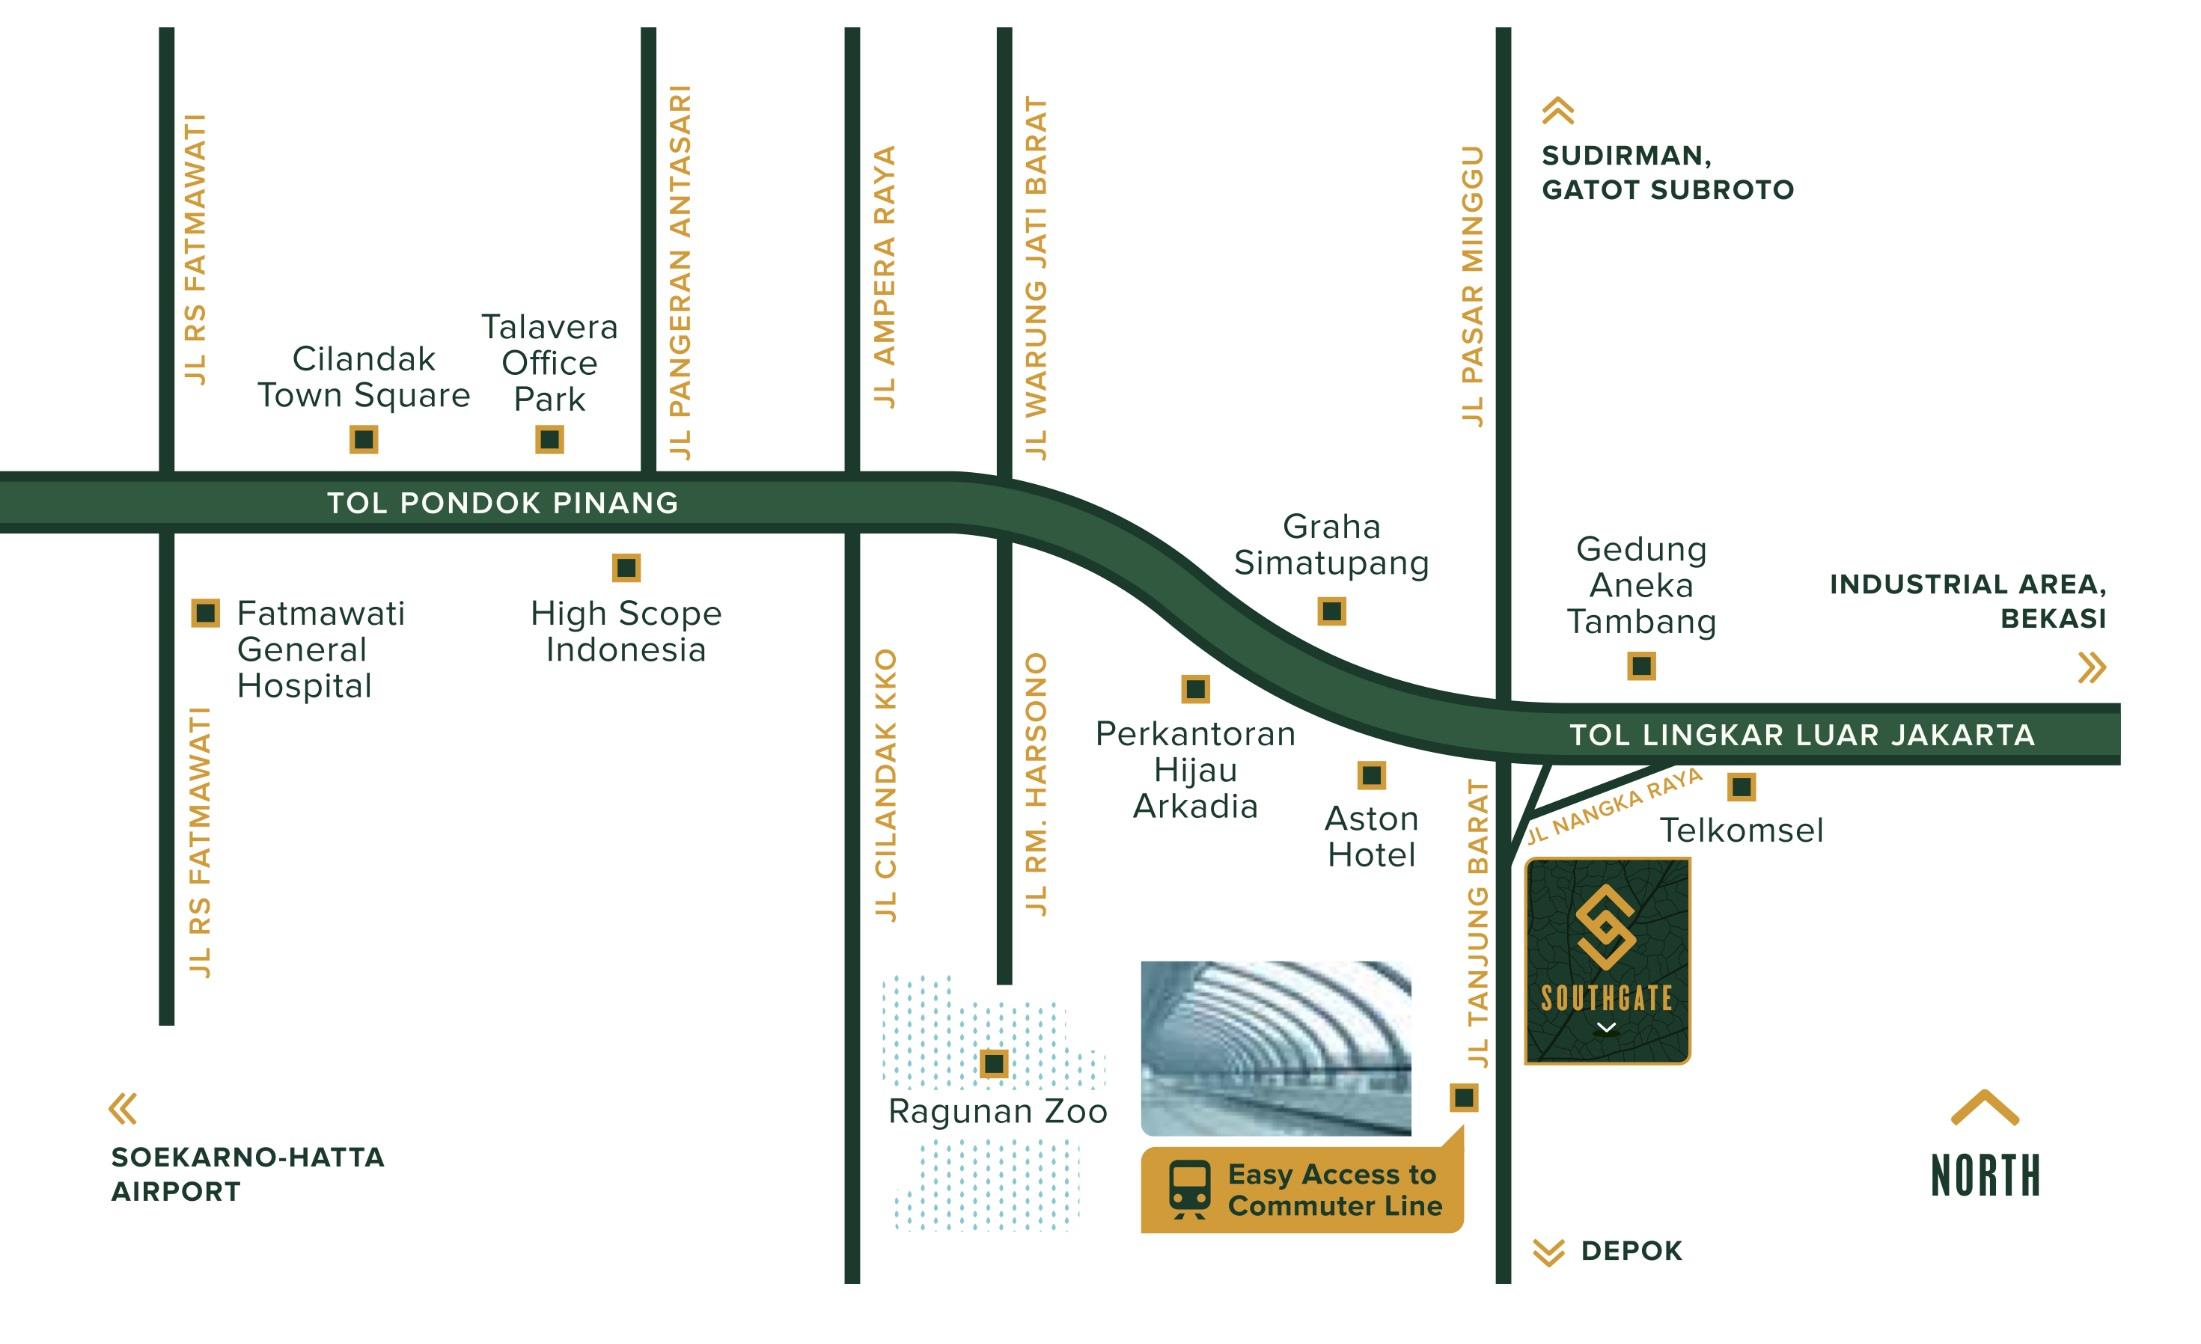 JL RS FATMAWATI
JL PANGERAN ANTASARI
JL AMPERA RAYA
JL WARUNG JATI BARAT
JL PASAR MINGGU
SUDIRMAN,
GATOT SUBROTO
Cilandak
Town Square
Talavera
Office
Park
TOL PONDOK PINANG
Fatmawati
General
Hospital
High Scope
Indonesia
Graha
Simatupang
Gedung
Aneka
Tambang
INDUSTRIAL AREA,
BEKASI
TOL LINGKAR LUAR JAKARTA
JL RS FATMAWATI
JL CILANDAK KKO
JL RM. HARSONO
Perkantoran
Hijau
Arkadia
Aston
Hotel
JL TANJUNG BARAT
JL NANGKA RAYA
Telkomsel
SOUTHGATE
Ragunan Zoo
Easy Access to
Commuter Line
SOEKARNO-HATTA
AIRPORT
NORTH
DEPOK